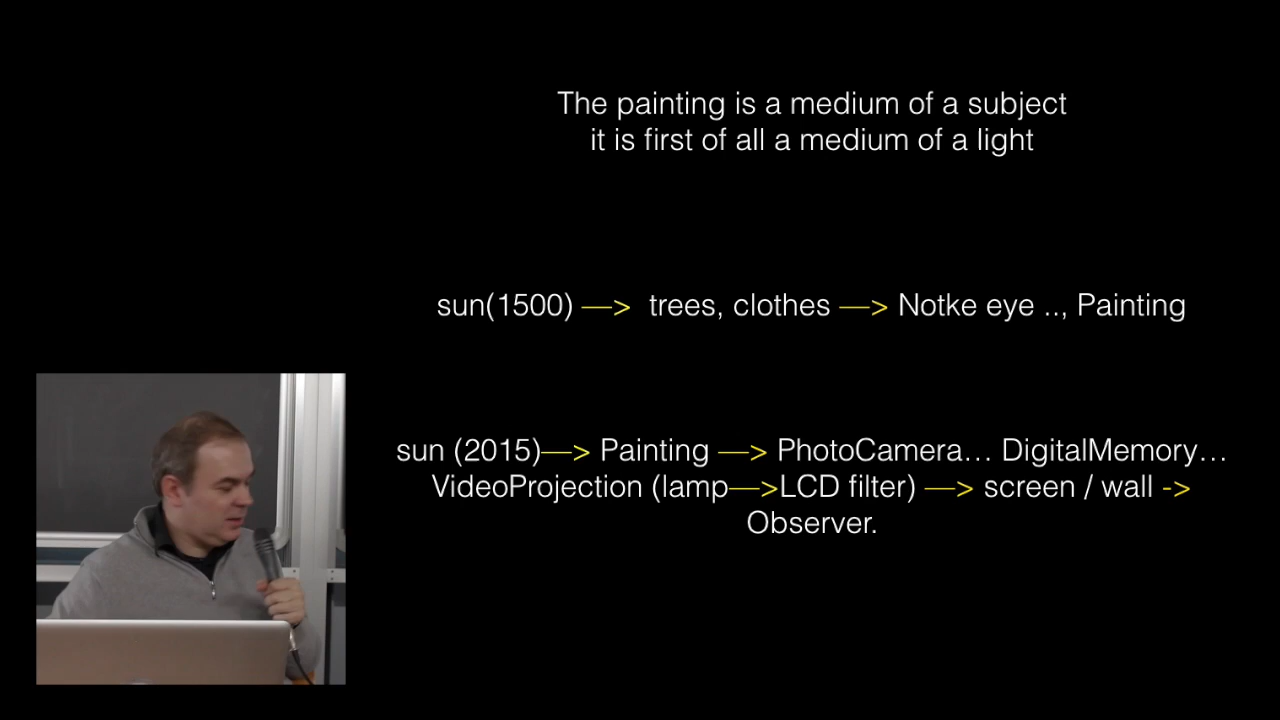 The painting is a medium of a subject
it is first of all a medium of a light
sun(1500) —> trees, clothes —> Notke eye .., Painting
sun (2015)—> Painting —> PhotoCamera… DigitalMemory…
VideoProjection (lamp—>LCD filter) —> screen / wall ->
Observer.